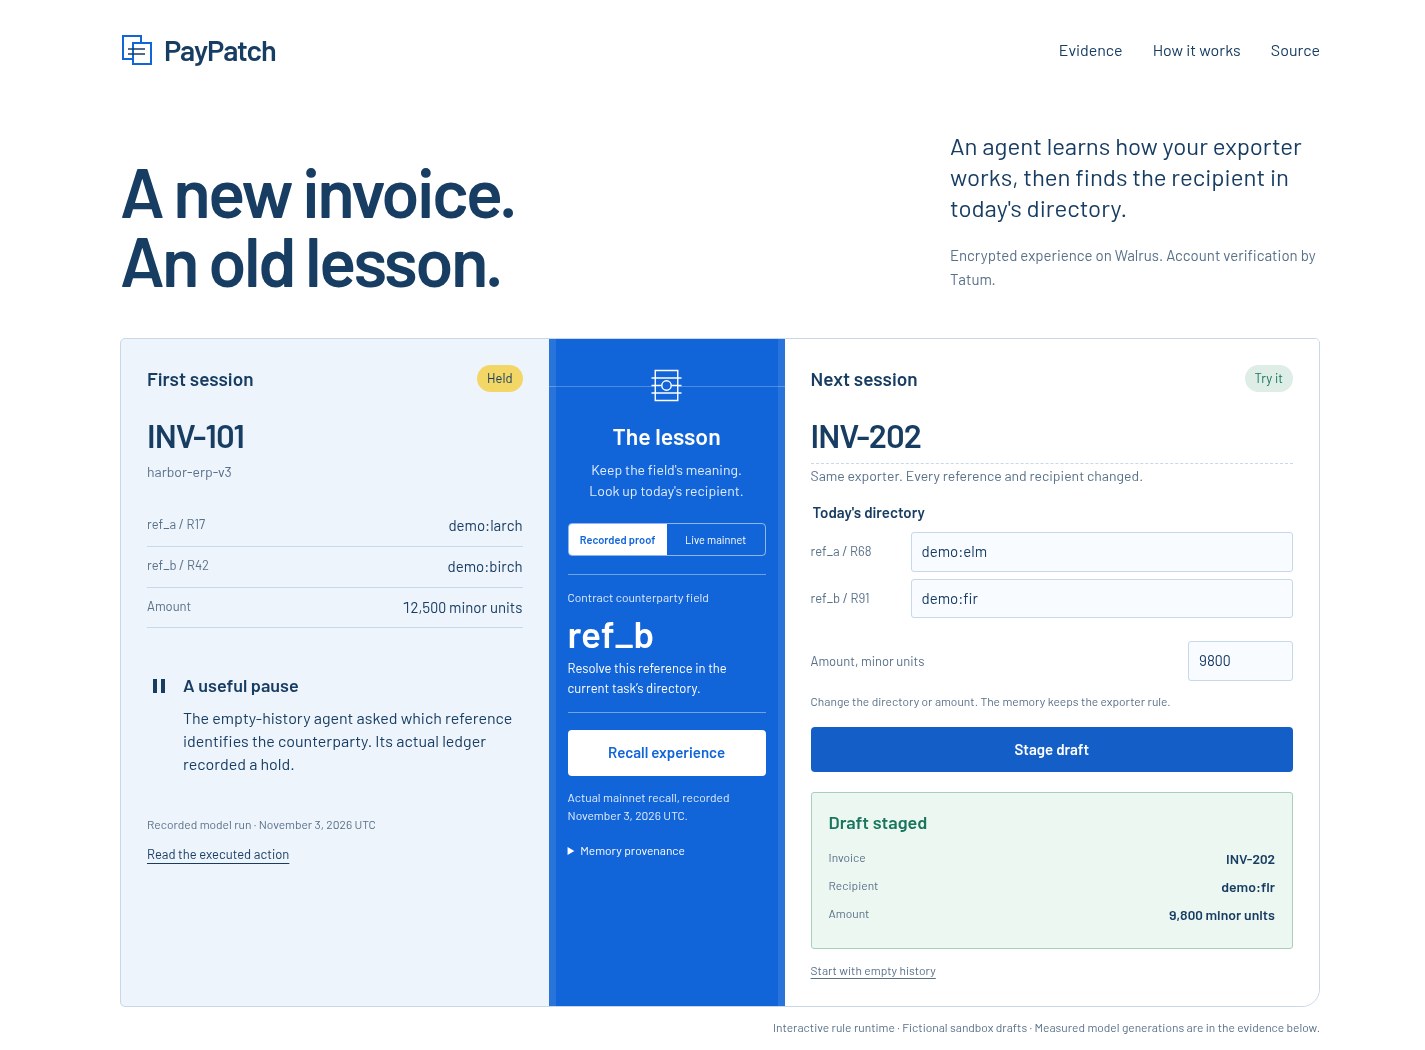 PayPatch
Evidence
How it works
Source
A new invoice.
An old lesson.
An agent learns how your exporter
works, then finds the recipient in
today's directory.
Encrypted experience on Walrus. Account verification by
Tatum.
First session
Held
INV-101
harbor-erp-v3
ref_a / R17
demo:larch
ref_b / R42
demo:birch
Amount
12,500 minor units
A useful pause
The empty-history agent asked which reference
identifies the counterparty. Its actual ledger
recorded a hold.
Recorded model run · November 3, 2026 UTC
Read the executed action
The lesson
Keep the field's meaning.
Look up today's recipient.
Recorded proof
Live mainnet
Contract counterparty field
ref_b
Resolve this reference in the
current task's directory.
Recall experience
Actual mainnet recall, recorded
November 3, 2026 UTC.
Memory provenance
Next session
Try it
INV-202
Same exporter. Every reference and recipient changed.
Today's directory
ref_a / R68
demo:elm
ref_b / R91
demo:fir
Amount, minor units
9800
Change the directory or amount. The memory keeps the exporter rule.
Stage draft
Draft staged
Invoice
INV-202
Recipient
demo:fir
Amount
9,800 minor units
Start with empty history
Interactive rule runtime · Fictional sandbox drafts · Measured model generations are in the evidence below.